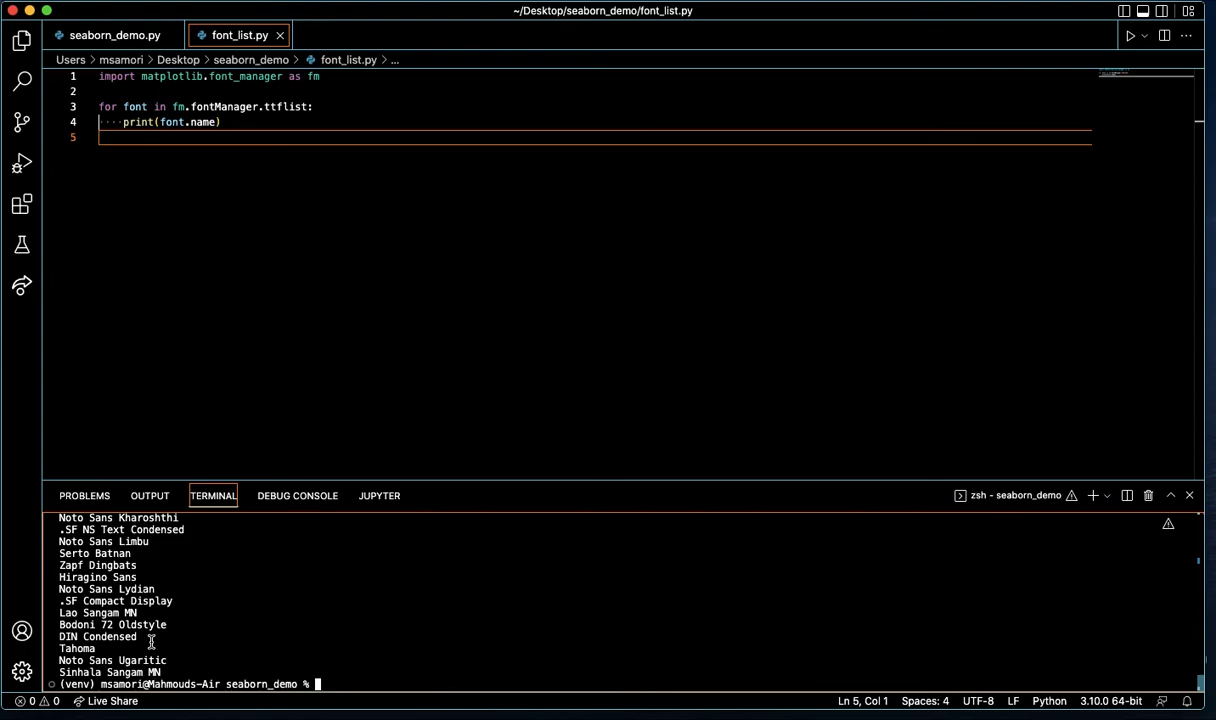 ~/Desktop/seaborn_demo/font_list.py
seaborn_demo.py
font_list.py
Users > msamori > Desktop > seaborn_demo > font_list.py > ...
1 import matplotlib.font_manager as fm
2
3 for font in fm.fontManager.ttflist:
4 ····print(font.name)
5
PROBLEMS OUTPUT TERMINAL DEBUG CONSOLE JUPYTER
zsh - seaborn_demo
Noto Sans Kharoshthi
.SF NS Text Condensed
Noto Sans Limbu
Serto Batnan
Zapf Dingbats
Hiragino Sans
Noto Sans Lydian
.SF Compact Display
Lao Sangam MN
Bodoni 72 Oldstyle
DIN Condensed
Tahoma
Noto Sans Ugaritic
Sinhala Sangam MN
(venv) msamori@Mahmouds-Air seaborn_demo %
0 0 Live Share Ln 5, Col 1 Spaces: 4 UTF-8 LF Python 3.10.0 64-bit